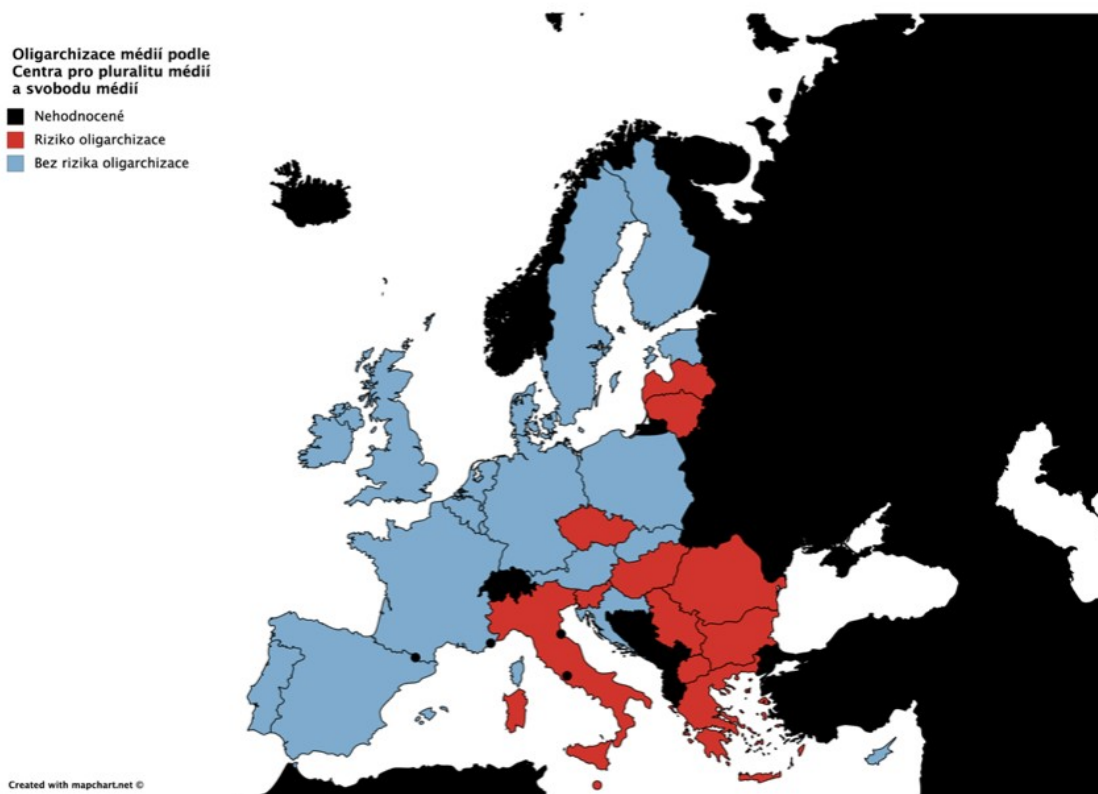 Oligarchizace médií podle
Centra pro pluralitu médií
a svobodu médií
Nehodnocené
Riziko oligarchizace
Bez rizika oligarchizace
Created with mapchart.net ©